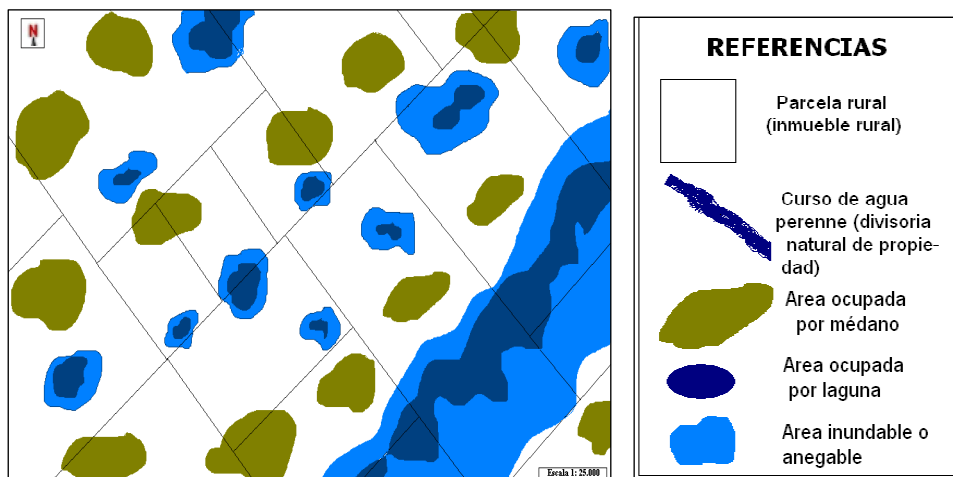 N
Escala 1: 25.000
REFERENCIAS
Parcela rural
(inmueble rural)
Curso de agua
perenne (divisoria
natural de propie-
dad)
Area ocupada
por médano
Area ocupada
por laguna
Area inundable o
anegable